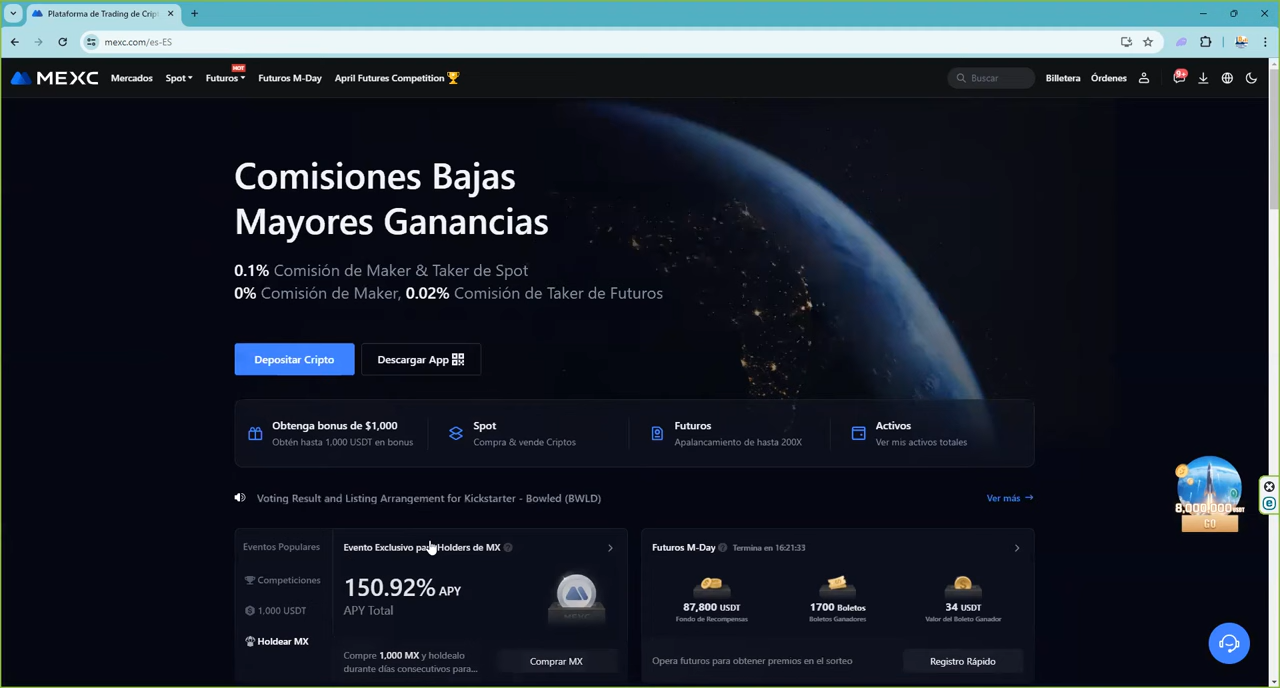 Plataforma de Trading de Crip
mexc.com/es-ES
MEXC
Mercados
Spot
Futuros
HOT
Futuros M-Day
April Futures Competition
Buscar
Billetera
Órdenes
9+
Comisiones Bajas
Mayores Ganancias
0.1% Comisión de Maker & Taker de Spot
0% Comisión de Maker, 0.02% Comisión de Taker de Futuros
Depositar Cripto
Descargar App
Obtenga bonus de $1,000
Obtén hasta 1,000 USDT en bonus
Spot
Compra & vende Criptos
Futuros
Apalancamiento de hasta 200X
Activos
Ver mis activos totales
8,000,000 USDT
GO
Voting Result and Listing Arrangement for Kickstarter - Bowled (BWLD)
Ver más
Eventos Populares
Competiciones
1,000 USDT
Holdear MX
Evento Exclusivo para Holders de MX
150.92% APY
APY Total
MEXC
Compre 1,000 MX y holdealo
durante días consecutivos para...
Comprar MX
Futuros M-Day
Termina en 16:21:33
87,800 USDT
Fondo de Recompensas
1700 Boletos
Boletos Ganadores
34 USDT
Valor del Boleto Ganador
Opera futuros para obtener premios en el sorteo
Registro Rápido